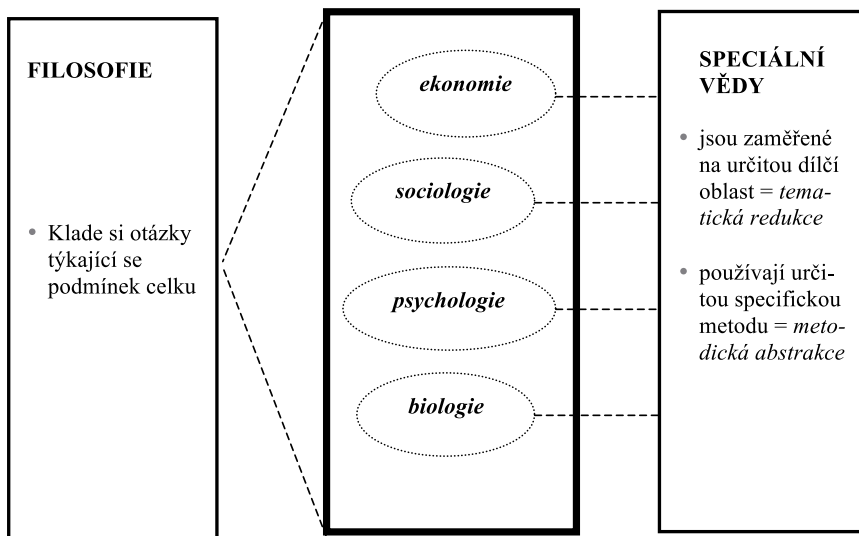 FILOSOFIE
• Klade si otázky
týkající se
podmínek celku
ekonomie
sociologie
psychologie
biologie
SPECIÁLNÍ
VĚDY
• jsou zaměřené
na určitou dílčí
oblast = tema-
tická redukce
• používají urči-
tou specifickou
metodu = meto-
dická abstrakce